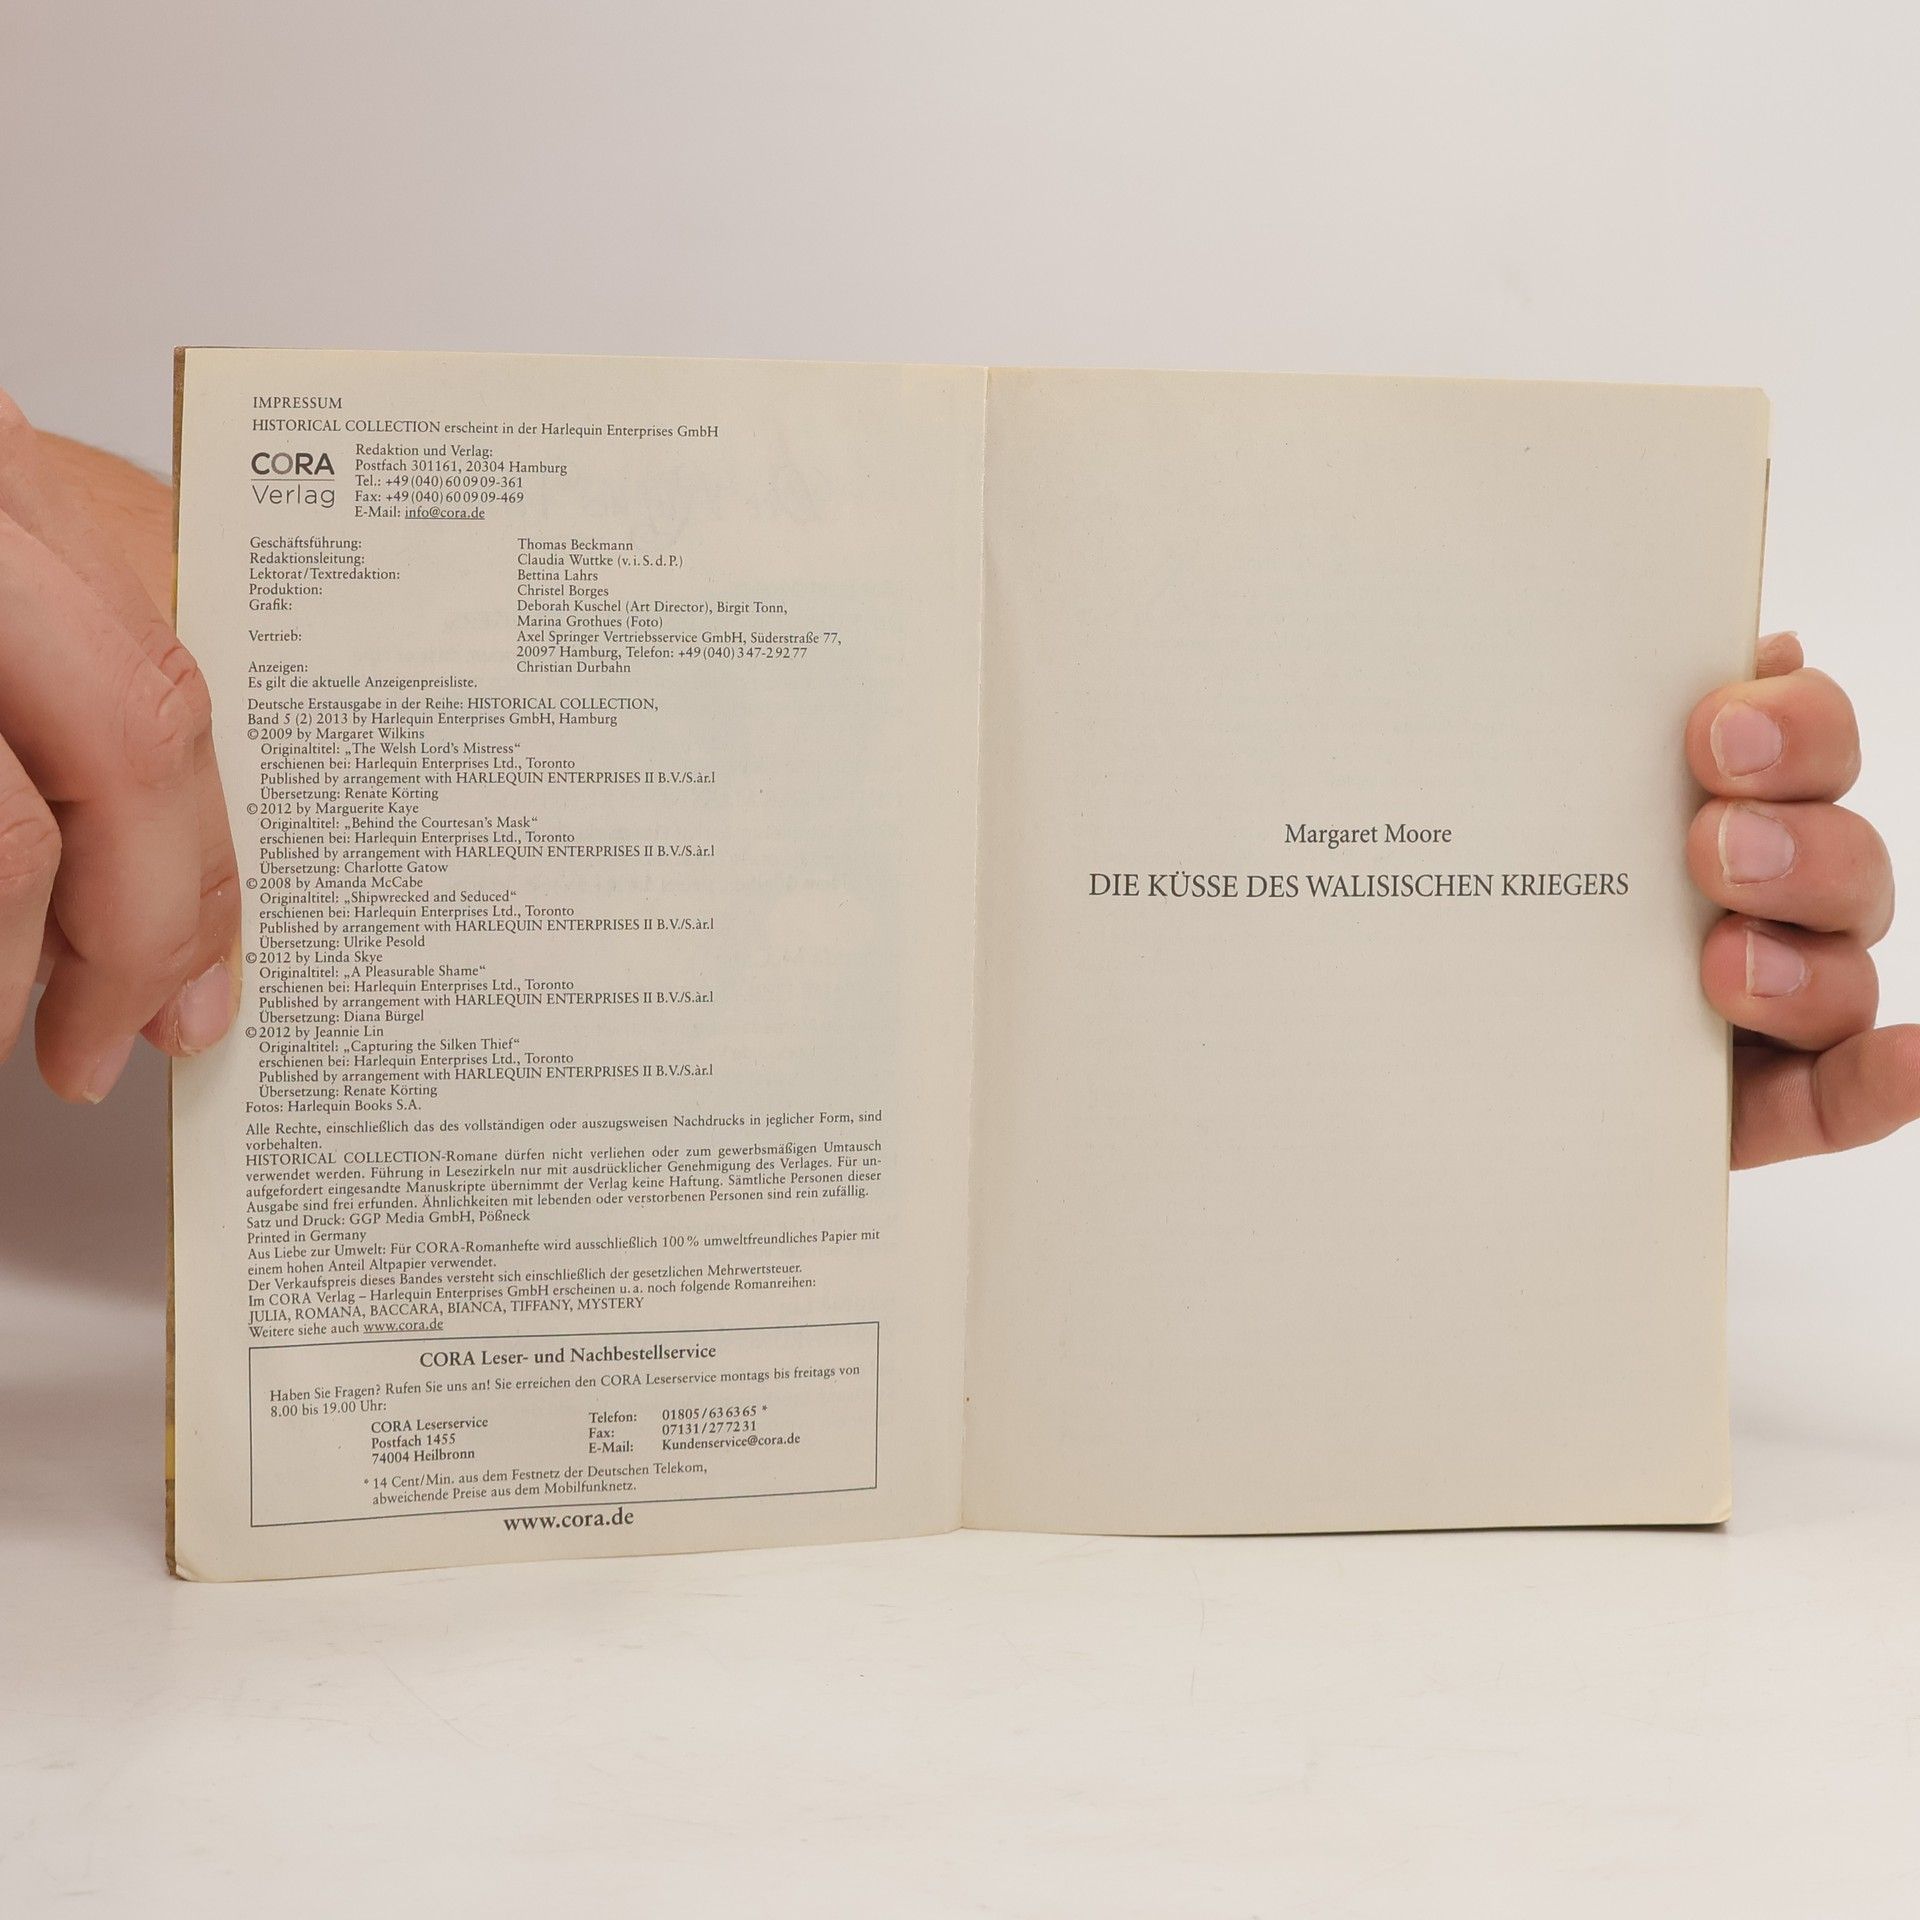 IMPRESSUM
HISTORICAL COLLECTION erscheint in der Harlequin Enterprises GmbH
CORA
Verlag
Redaktion und Verlag:
Postfach 301161, 20304 Hamburg
Tel.: +49(040)600909-361
Fax: +49(040)600909-469
E-Mail: info@cora.de
Geschäftsführung: Thomas Beckmann
Redaktionsleitung: Claudia Wuttke (v.i.S.d.P.)
Lektorat/Textredaktion: Bettina Lahrs
Produktion: Christel Borges
Grafik: Deborah Kuschel (Art Director), Birgit Tonn,
Marina Grothues (Foto)
Vertrieb: Axel Springer Vertriebsservice GmbH, Süderstraße 77,
20097 Hamburg, Telefon: +49(040)347-29277
Anzeigen: Christian Durbahn
Es gilt die aktuelle Anzeigenpreisliste.
Deutsche Erstausgabe in der Reihe: HISTORICAL COLLECTION,
Band 5 (2) 2013 by Harlequin Enterprises GmbH, Hamburg
©2009 by Margaret Wilkins
Originaltitel: „The Welsh Lord's Mistress“
erschienen bei: Harlequin Enterprises Ltd., Toronto
Published by arrangement with HARLEQUIN ENTERPRISES II B.V./S.àr.l
Übersetzung: Renate Körting
©2012 by Marguerite Kaye
Originaltitel: „Behind the Courtesan's Mask“
erschienen bei: Harlequin Enterprises Ltd., Toronto
Published by arrangement with HARLEQUIN ENTERPRISES II B.V./S.àr.l
Übersetzung: Charlotte Gatow
©2008 by Amanda McCabe
Originaltitel: „Shipwrecked and Seduced“
erschienen bei: Harlequin Enterprises Ltd., Toronto
Published by arrangement with HARLEQUIN ENTERPRISES II B.V./S.àr.l
Übersetzung: Ulrike Pesold
©2012 by Linda Skye
Originaltitel: „A Pleasurable Shame“
erschienen bei: Harlequin Enterprises Ltd., Toronto
Published by arrangement with HARLEQUIN ENTERPRISES II B.V./S.àr.l
Übersetzung: Diana Bürgel
©2012 by Jeannie Lin
Originaltitel: „Capturing the Silken Thief“
erschienen bei: Harlequin Enterprises Ltd., Toronto
Published by arrangement with HARLEQUIN ENTERPRISES II B.V./S.àr.l
Übersetzung: Renate Körting
Fotos: Harlequin Books S.A.
Alle Rechte, einschließlich das des vollständigen oder auszugsweisen Nachdrucks in jeglicher Form, sind
vorbehalten.
HISTORICAL COLLECTION-Romane dürfen nicht verliehen oder zum gewerbsmäßigen Umtausch
verwendet werden. Führung in Lesezirkeln nur mit ausdrücklicher Genehmigung des Verlages. Für un-
aufgefordert eingesandte Manuskripte übernimmt der Verlag keine Haftung. Sämtliche Personen dieser
Ausgabe sind frei erfunden. Ähnlichkeiten mit lebenden oder verstorbenen Personen sind rein zufällig.
Satz und Druck: GGP Media GmbH, Pößneck
Printed in Germany
Aus Liebe zur Umwelt: Für CORA-Romanhefte wird ausschließlich 100% umweltfreundliches Papier mit
einem hohen Anteil Altpapier verwendet.
Der Verkaufspreis dieses Bandes versteht sich einschließlich der gesetzlichen Mehrwertsteuer.
Im CORA Verlag – Harlequin Enterprises GmbH erscheinen u.a. noch folgende Romanreihen:
JULIA, ROMANA, BACCARA, BIANCA, TIFFANY, MYSTERY
Weitere siehe auch www.cora.de
CORA Leser- und Nachbestellservice
Haben Sie Fragen? Rufen Sie uns an! Sie erreichen den CORA Leserservice montags bis freitags von
8.00 bis 19.00 Uhr:
CORA Leserservice
Postfach 1455
74004 Heilbronn
Telefon: 01805/636365 *
Fax: 07131/277231
E-Mail: Kundenservice@cora.de
* 14 Cent/Min. aus dem Festnetz der Deutschen Telekom,
abweichende Preise aus dem Mobilfunknetz.
www.cora.de
Margaret Moore
DIE KÜSSE DES WALISISCHEN KRIEGERS